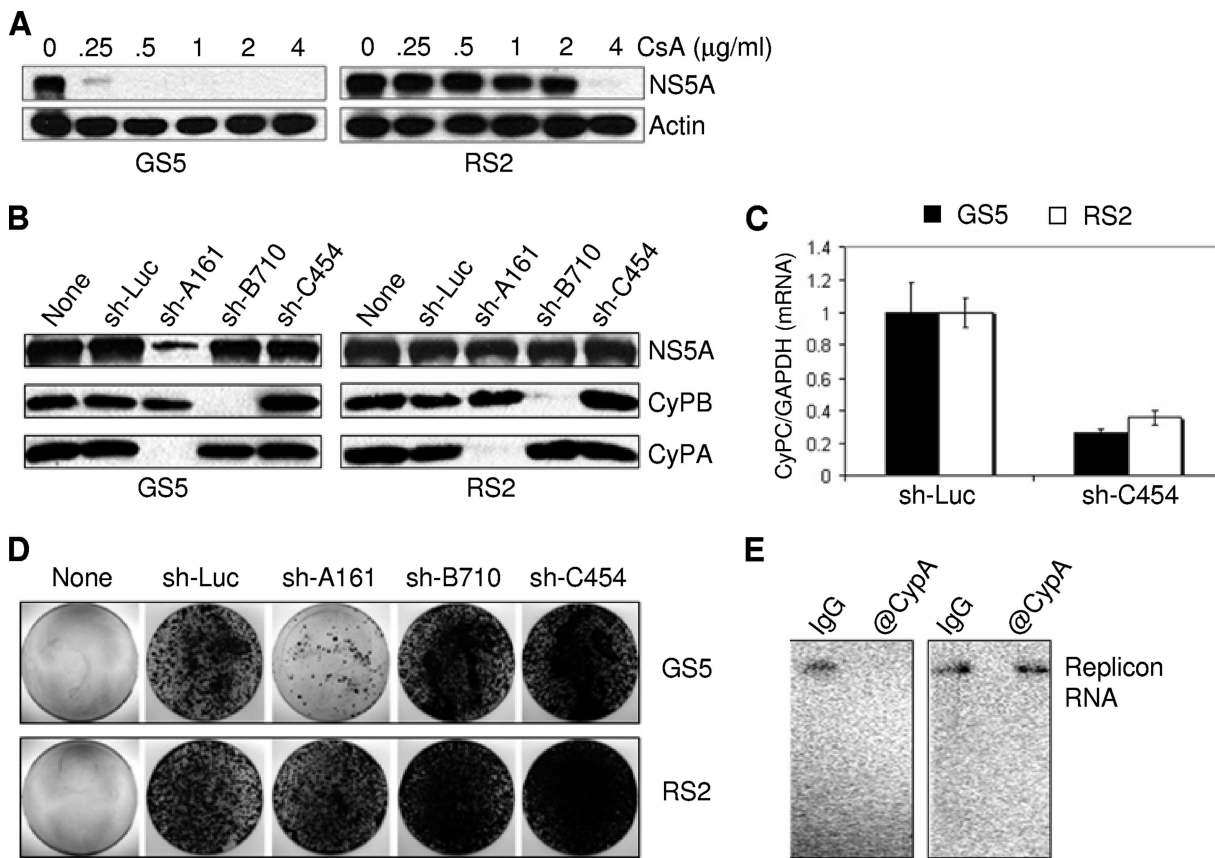 A
0 .25 .5 1 2 4 0 .25 .5 1 2 4 CsA (μg/ml)
NS5A
Actin
GS5 RS2
B
None sh-Luc sh-A161 sh-B710 sh-C454 None sh-Luc sh-A161 sh-B710 sh-C454
NS5A
CyPB
CyPA
GS5 RS2
C
GS5 RS2
CyPC/GAPDH (mRNA)
1.4
1.2
1
0.8
0.6
0.4
0.2
0
sh-Luc sh-C454
D
None sh-Luc sh-A161 sh-B710 sh-C454
GS5
RS2
E
IgG @CypA IgG @CypA
Replicon
RNA